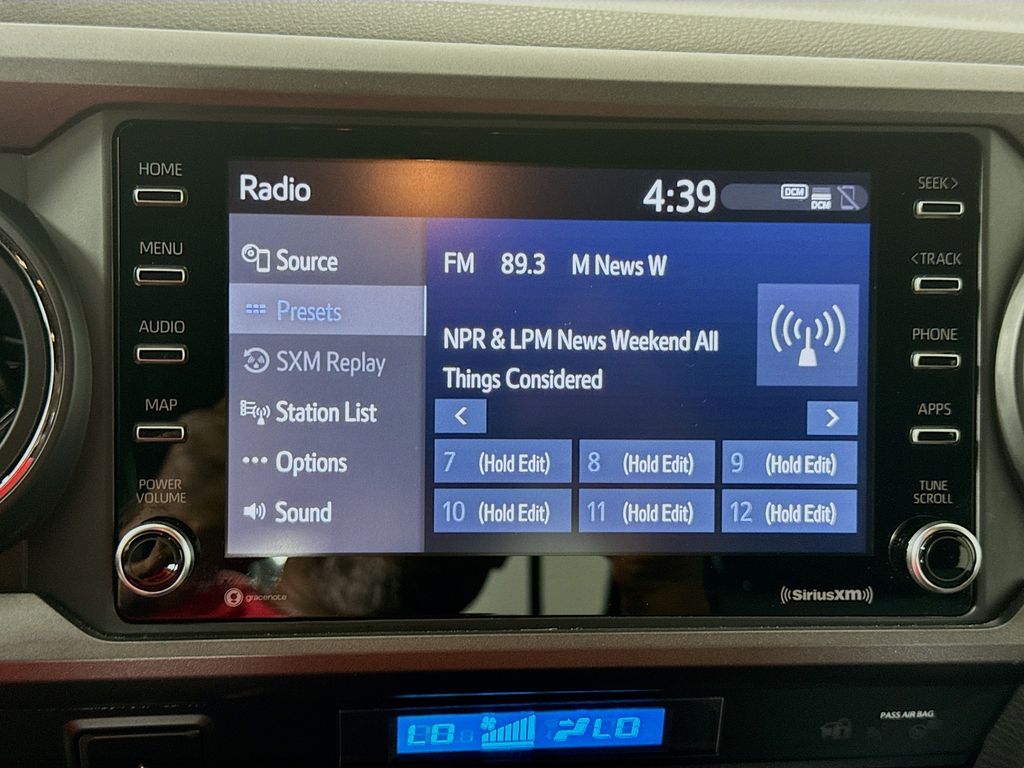 HOME
MENU
AUDIO
MAP
POWER
VOLUME
Radio
4:39
DCM
DCM
Source
Presets
SXM Replay
Station List
Options
Sound
FM 89.3 M News W
NPR & LPM News Weekend All
Things Considered
<
>
7 (Hold Edit)
8 (Hold Edit)
9 (Hold Edit)
10 (Hold Edit)
11 (Hold Edit)
12 (Hold Edit)
SEEK >
< TRACK
PHONE
APPS
TUNE
SCROLL
gracenote
((SiriusXM))
LO
PASS AIR BAG